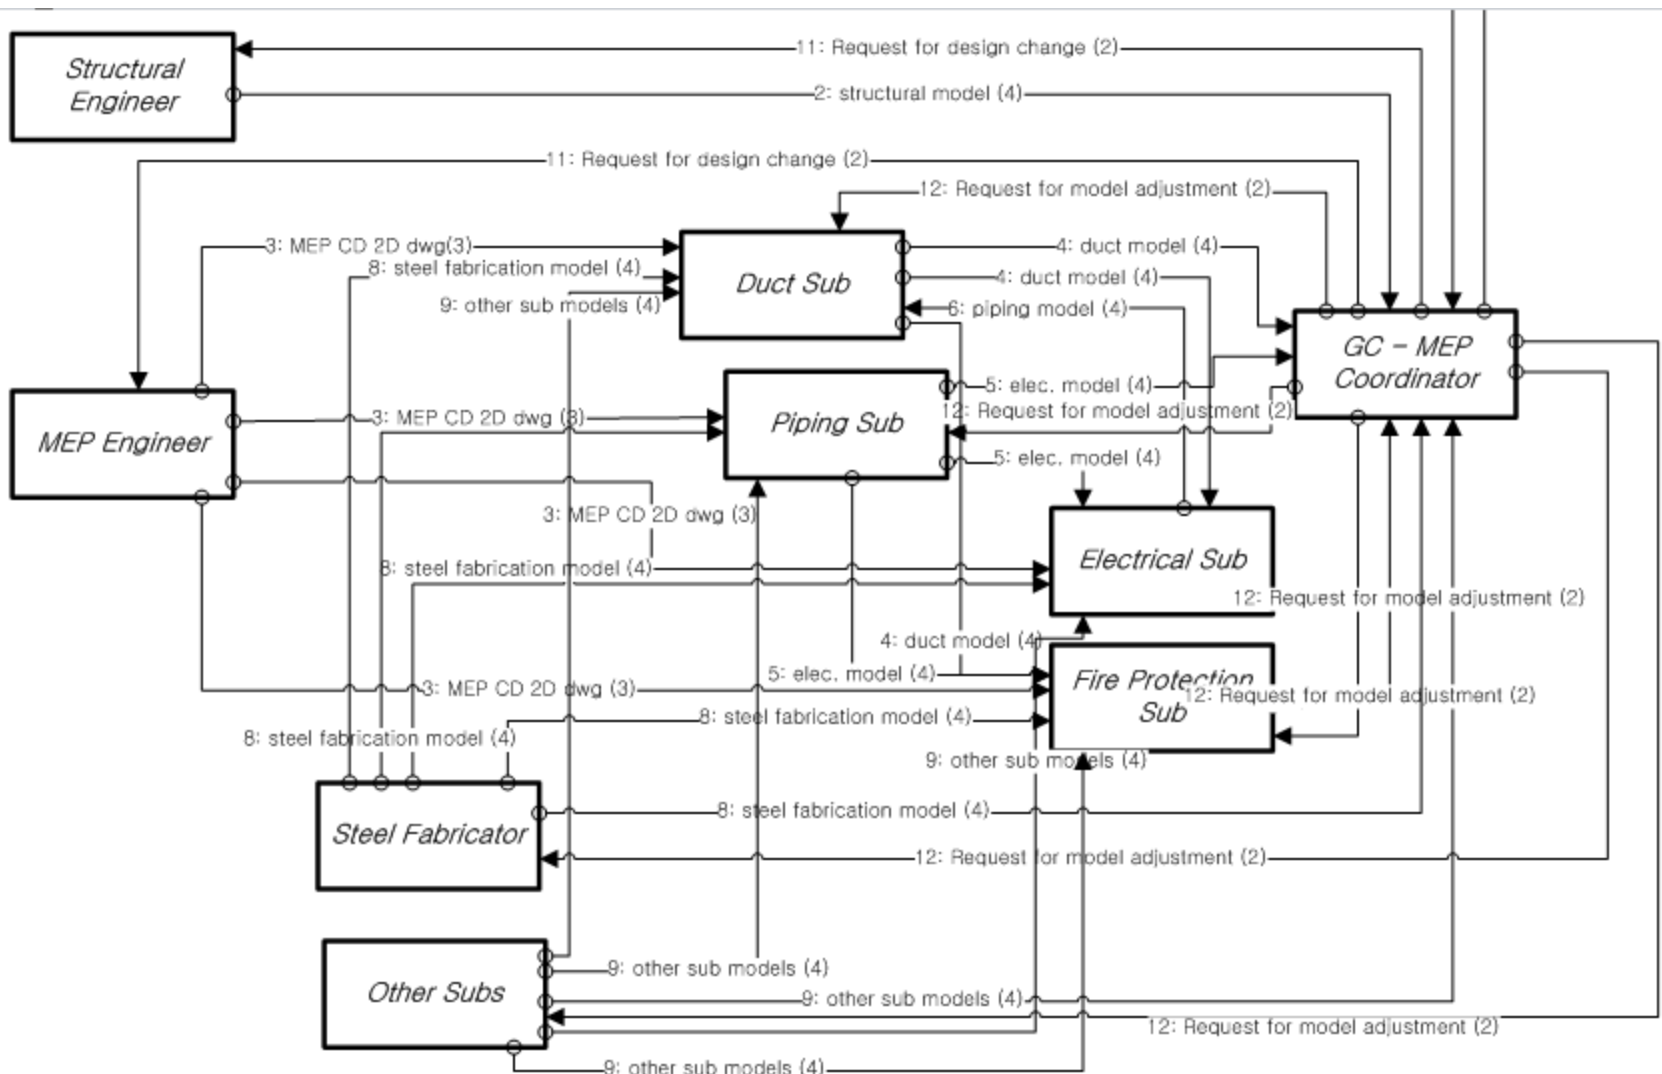 11: Request for design change (2)
Structural
Engineer
2: structural model (4)
11: Request for design change (2)
12: Request for model adjustment (2)
3: MEP CD 2D dwg(3)
4: duct model (4)
8: steel fabrication model (4)
Duct Sub
4: duct model (4)
9: other sub models (4)
6: piping model (4)
GC - MEP
Coordinator
5: elec. model (4)
12: Request for model adjustment (2)
3: MEP CD 2D dwg (3)
Piping Sub
MEP Engineer
5: elec. model (4)
3: MEP CD 2D dwg (3)
Electrical Sub
8: steel fabrication model (4)
12: Request for model adjustment (2)
4: duct model (4)
5: elec. model (4)
Fire Protection
Sub
3: MEP CD 2D dwg (3)
12: Request for model adjustment (2)
8: steel fabrication model (4)
8: steel fabrication model (4)
9: other sub models (4)
8: steel fabrication model (4)
Steel Fabricator
12: Request for model adjustment (2)
9: other sub models (4)
Other Subs
9: other sub models (4)
12: Request for model adjustment (2)
9: other sub models (4)